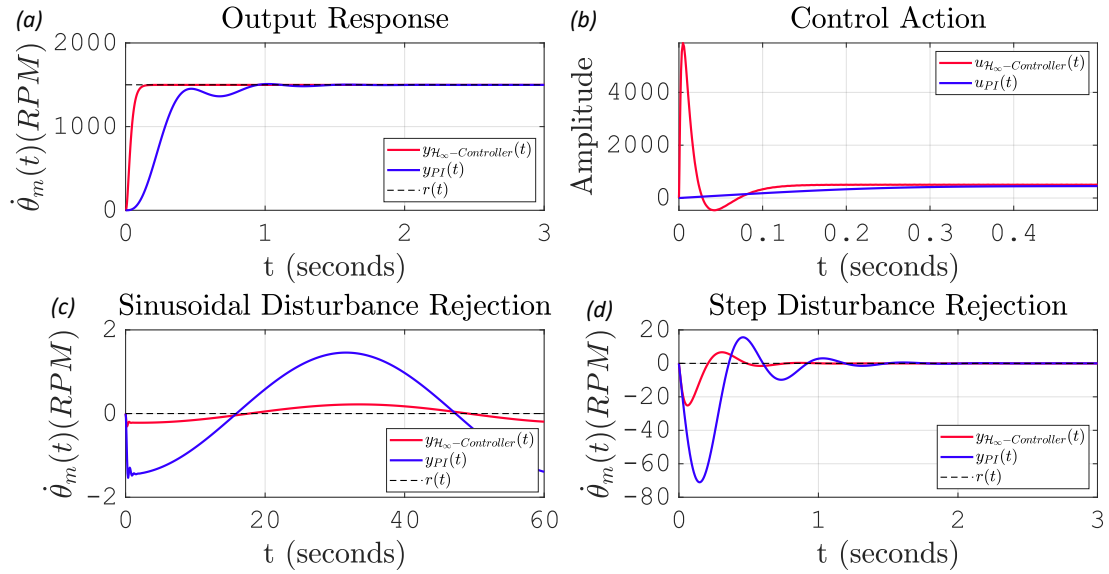 (a) Output Response
2000
1000
0
0 1 2 3
θ̇ₘ(t)(RPM)
t (seconds)
y_{ℋ∞−Controller}(t)
y_{PI}(t)
r(t)
(b) Control Action
4000
2000
0
0 0.1 0.2 0.3 0.4
Amplitude
t (seconds)
u_{ℋ∞−Controller}(t)
u_{PI}(t)
(c) Sinusoidal Disturbance Rejection
2
0
−2
0 20 40 60
θ̇ₘ(t)(RPM)
t (seconds)
y_{ℋ∞−Controller}(t)
y_{PI}(t)
r(t)
(d) Step Disturbance Rejection
20
0
−20
−40
−60
−80
0 1 2 3
θ̇ₘ(t)(RPM)
t (seconds)
y_{ℋ∞−Controller}(t)
y_{PI}(t)
r(t)